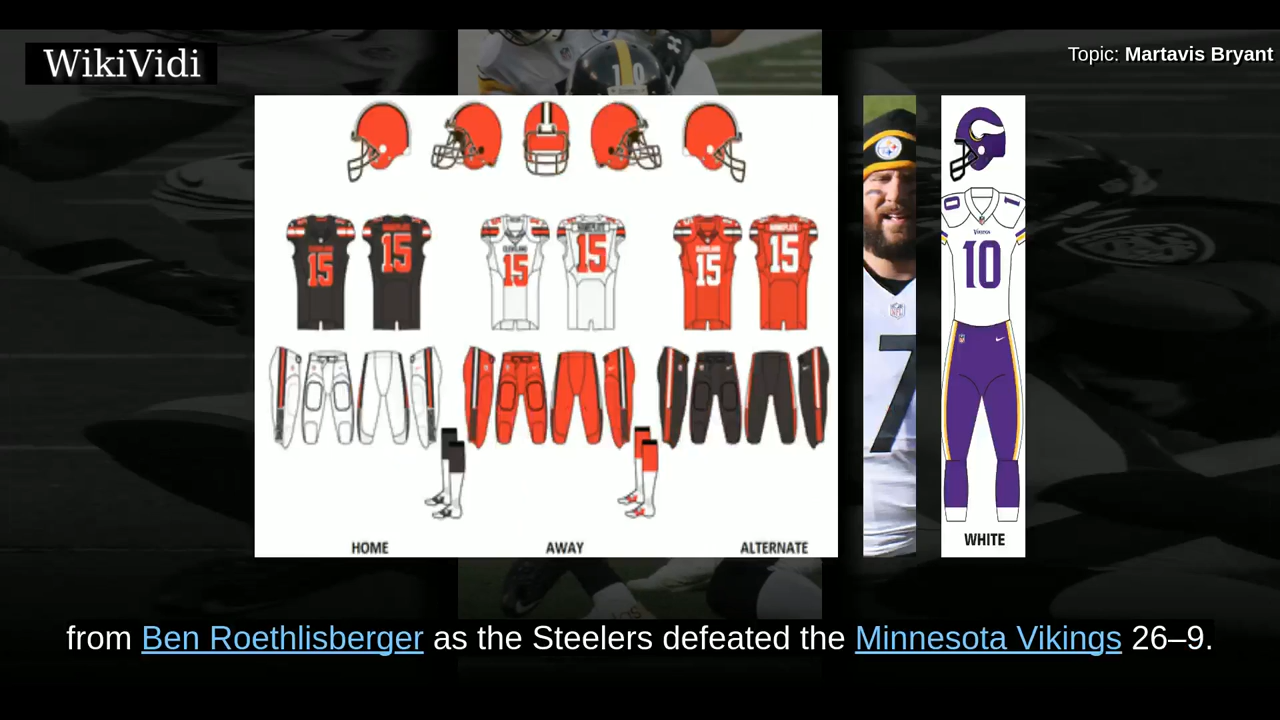 WikiVidi
Topic: Martavis Bryant
15 15 15 15 15 15
7
10
HOME AWAY ALTERNATE
WHITE
from Ben Roethlisberger as the Steelers defeated the Minnesota Vikings 26–9.